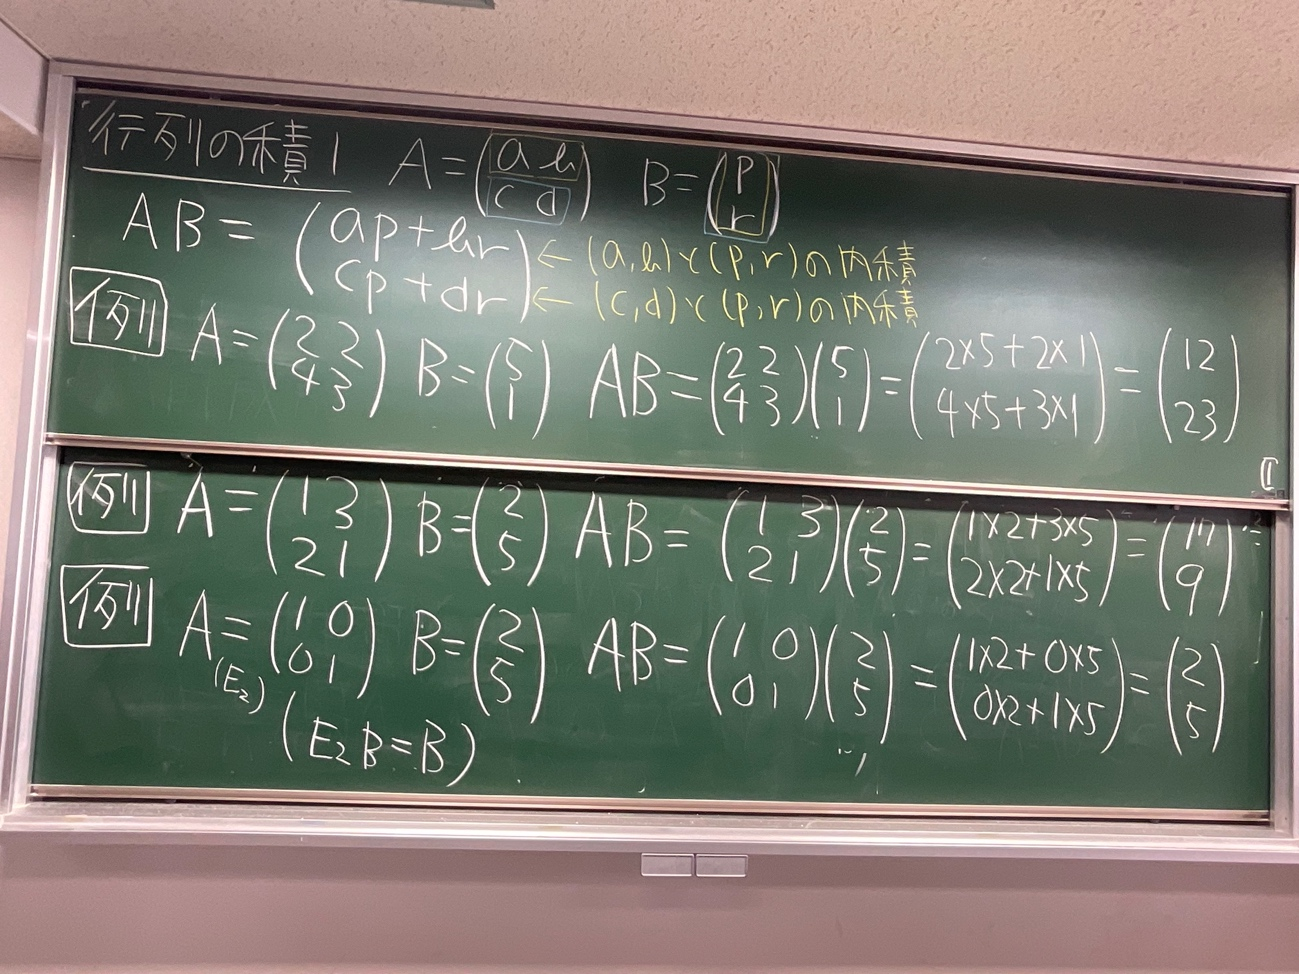 行列の積1 A=(a b
c d) B=(p
r)
AB=(ap+br
cp+dr) ←(a,b)と(p,r)の内積
←(c,d)と(p,r)の内積
例 A=(2 2
4 3) B=(5
1) AB=(2 2
4 3)(5
1)=(2×5+2×1
4×5+3×1)=(12
23)
例 A=(1 3
2 1) B=(2
5) AB=(1 3
2 1)(2
5)=(1×2+3×5
2×2+1×5)=(17
9)
例 A=(1 0
0 1) B=(2
5) AB=(1 0
0 1)(2
5)=(1×2+0×5
0×2+1×5)=(2
5)
(E₂)
(E₂B=B)